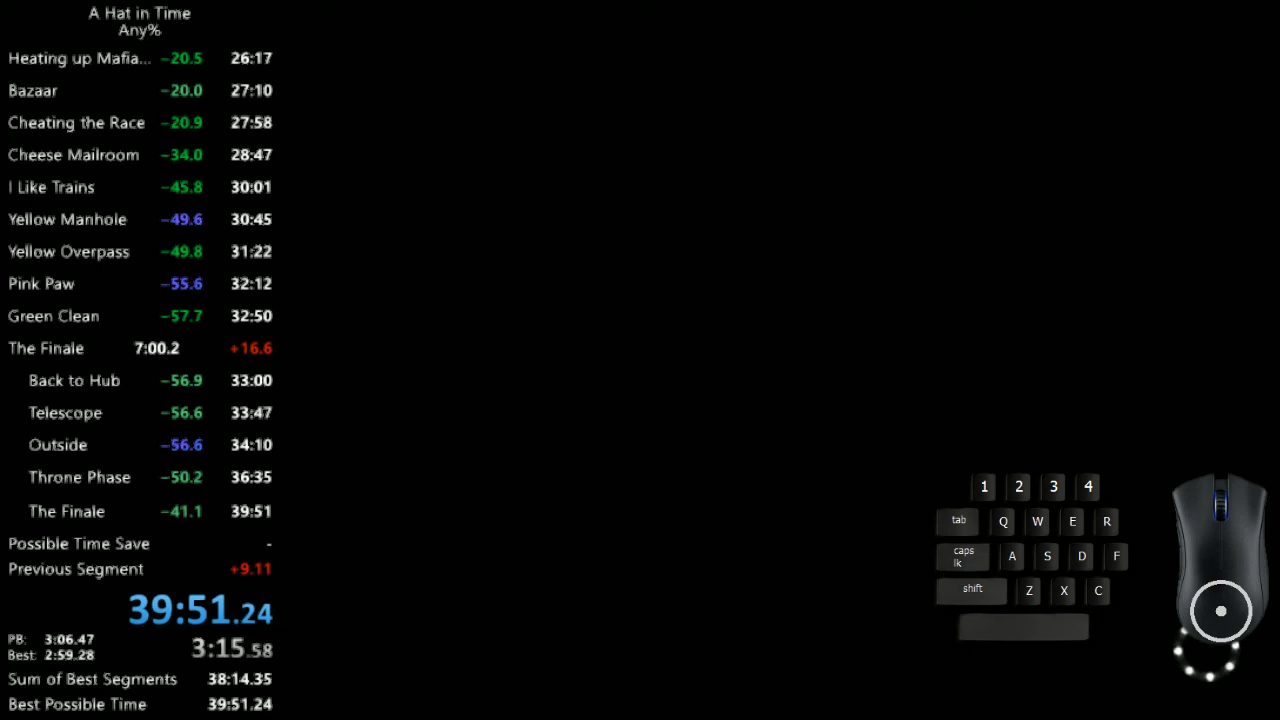 A Hat in Time
Any%
Heating up Mafia... -20.5 26:17
Bazaar -20.0 27:10
Cheating the Race -20.9 27:58
Cheese Mailroom -34.0 28:47
I Like Trains -45.8 30:01
Yellow Manhole -49.6 30:45
Yellow Overpass -49.8 31:22
Pink Paw -55.6 32:12
Green Clean -57.7 32:50
The Finale 7:00.2 +16.6
Back to Hub -56.9 33:00
Telescope -56.6 33:47
Outside -56.6 34:10
Throne Phase -50.2 36:35
The Finale -41.1 39:51
Possible Time Save -
Previous Segment +9.11
39:51.24
PB: 3:06.47
Best: 2:59.28
3:15.58
Sum of Best Segments 38:14.35
Best Possible Time 39:51.24
1 2 3 4
tab Q W E R
caps lk A S D F
shift Z X C